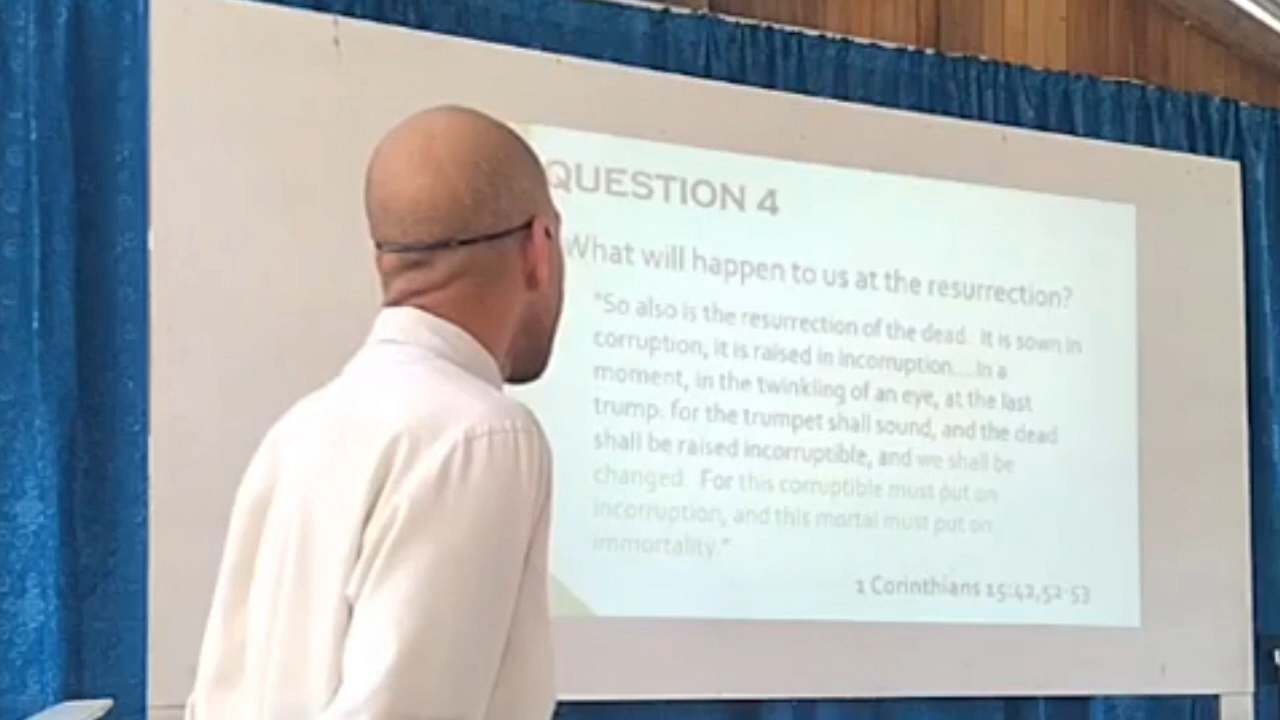 QUESTION 4
What will happen to us at the resurrection?
"So also is the resurrection of the dead. It is sown in
corruption, it is raised in incorruption....In a
moment, in the twinkling of an eye, at the last
trump: for the trumpet shall sound, and the dead
shall be raised incorruptible, and we shall be
changed. For this corruptible must put on
incorruption, and this mortal must put on
immortality."
1 Corinthians 15:42,52-53